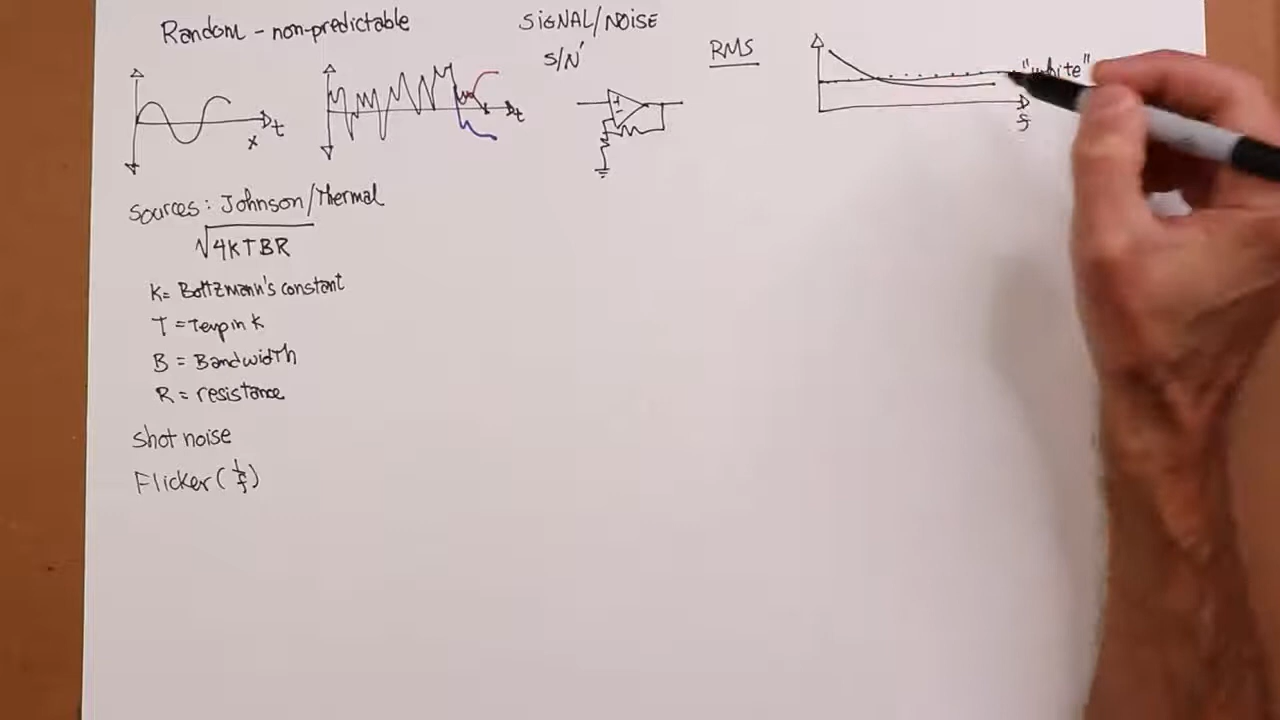 Random - non-predictable
SIGNAL/NOISE
S/N
RMS
"white"
t
x
t
+
-
f
Sources: Johnson/Thermal
√4KTBR
K= Boltzmann's constant
T = Temp in K
B = Bandwidth
R = resistance
Shot noise
Flicker (1/f)